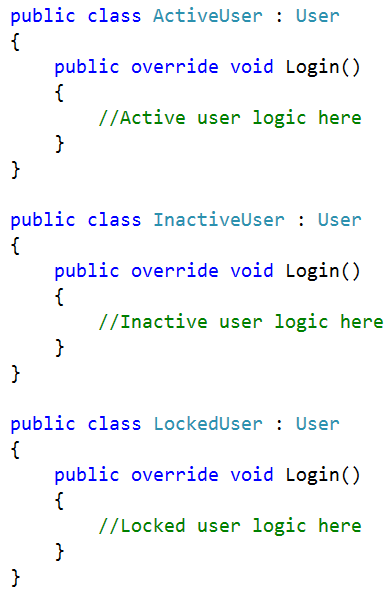 public class ActiveUser : User
{
    public override void Login()
    {
        //Active user logic here
    }
}

public class InactiveUser : User
{
    public override void Login()
    {
        //Inactive user logic here
    }
}

public class LockedUser : User
{
    public override void Login()
    {
        //Locked user logic here
    }
}